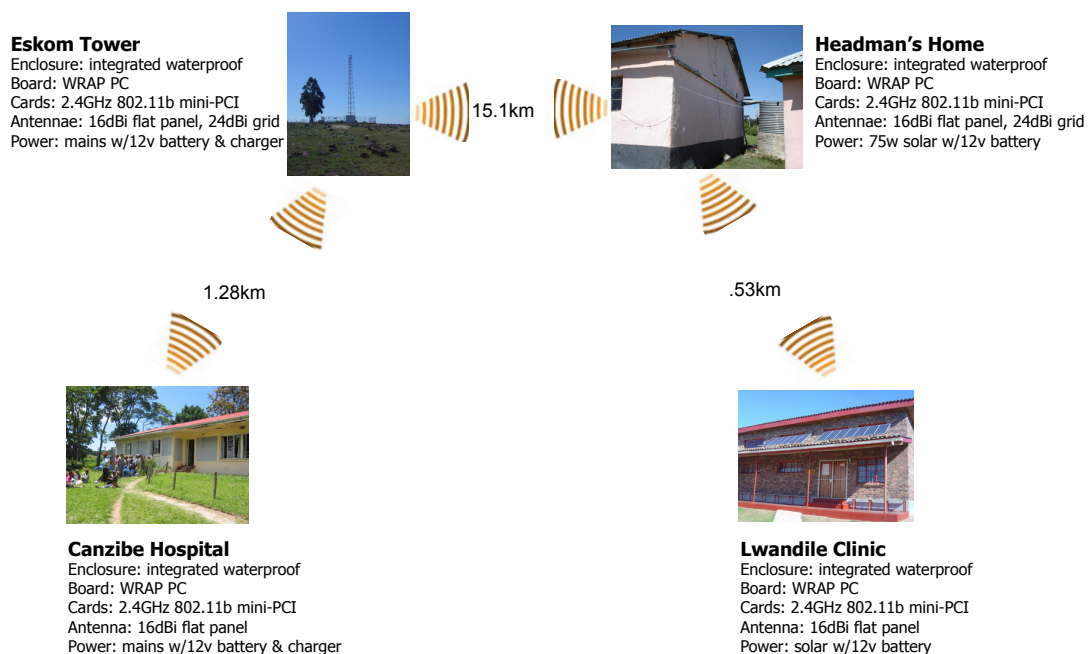 Eskom Tower
Enclosure: integrated waterproof
Board: WRAP PC
Cards: 2.4GHz 802.11b mini-PCI
Antennae: 16dBi flat panel, 24dBi grid
Power: mains w/12v battery & charger
15.1km
Headman’s Home
Enclosure: integrated waterproof
Board: WRAP PC
Cards: 2.4GHz 802.11b mini-PCI
Antennae: 16dBi flat panel, 24dBi grid
Power: 75w solar w/12v battery
1.28km
.53km
Canzibe Hospital
Enclosure: integrated waterproof
Board: WRAP PC
Cards: 2.4GHz 802.11b mini-PCI
Antenna: 16dBi flat panel
Power: mains w/12v battery & charger
Lwandile Clinic
Enclosure: integrated waterproof
Board: WRAP PC
Cards: 2.4GHz 802.11b mini-PCI
Antenna: 16dBi flat panel
Power: solar w/12v battery